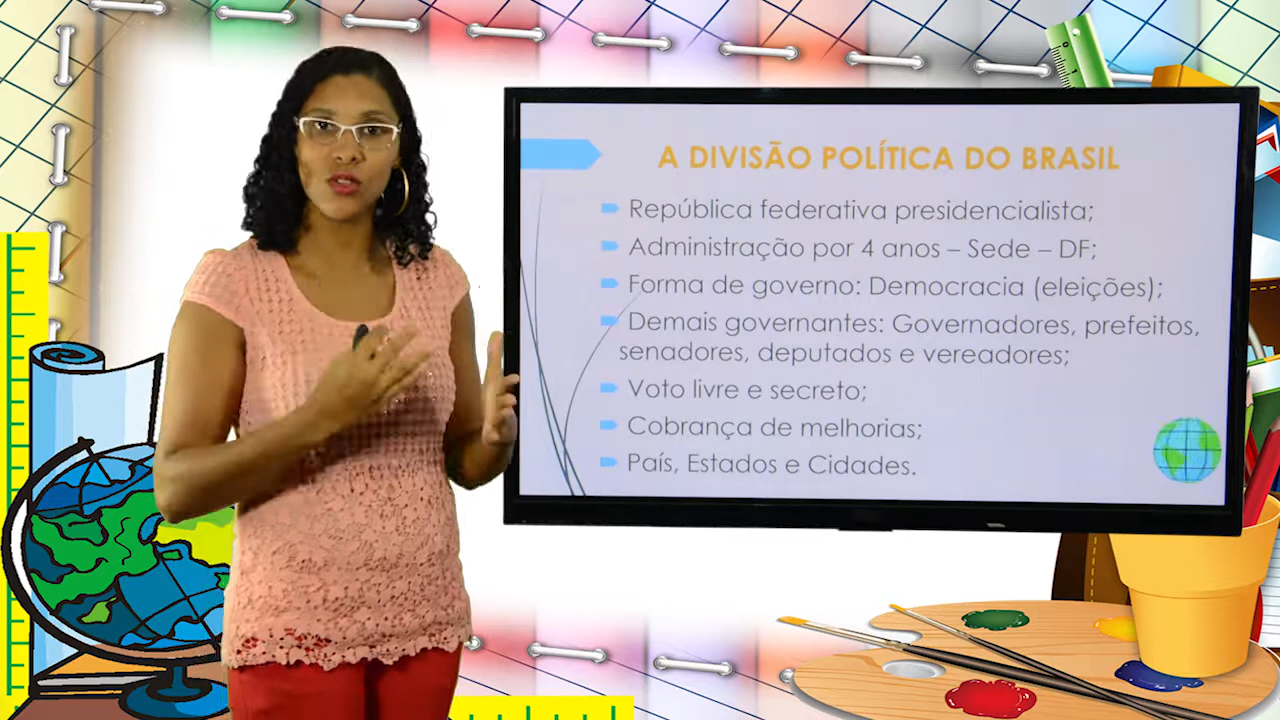 A DIVISÃO POLÍTICA DO BRASIL
República federativa presidencialista;
Administração por 4 anos – Sede – DF;
Forma de governo: Democracia (eleições);
Demais governantes: Governadores, prefeitos,
senadores, deputados e vereadores;
Voto livre e secreto;
Cobrança de melhorias;
País, Estados e Cidades.